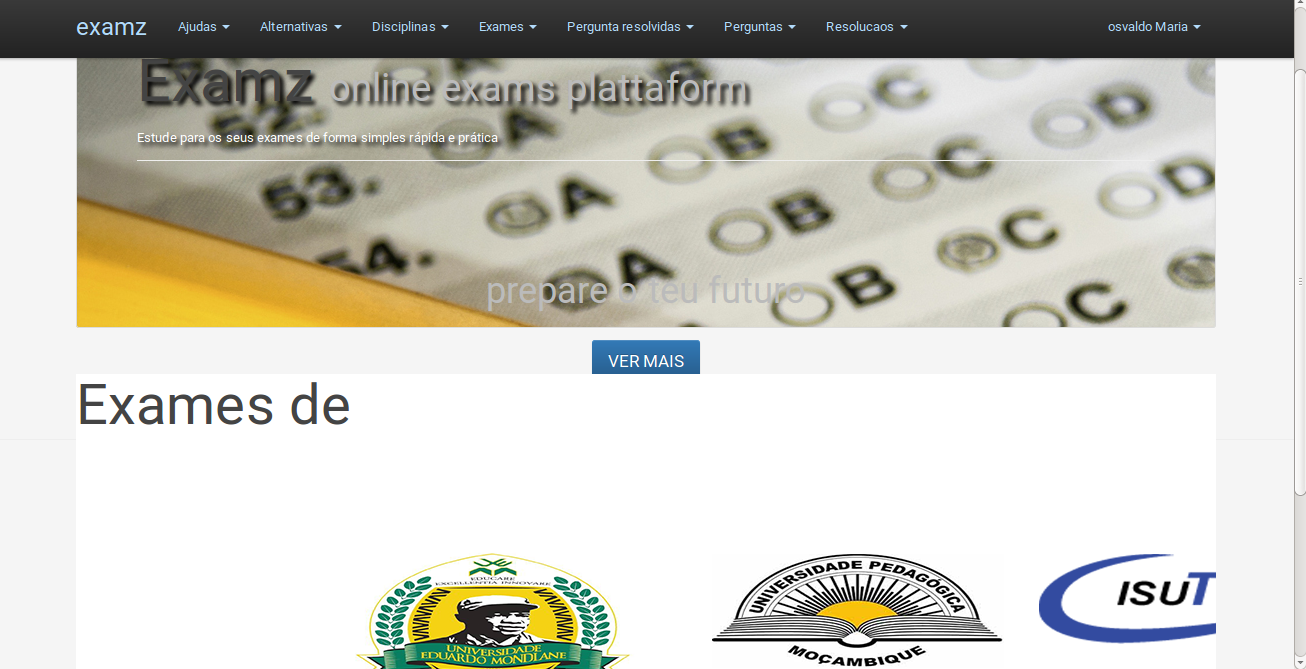 examz Ajudas Alternativas Disciplinas Exames Pergunta resolvidas Perguntas Resolucaos osvaldo Maria
Examz online exams plattaform
Estude para os seus exames de forma simples rápida e prática
52. A B C D
53. A B C D
54. A B C
prepare o teu futuro
VER MAIS
Exames de
EDUCARE
EXCELLENTIA INNOVARE
UNIVERSIDADE
EDUARDO MONDLANE
UNIVERSIDADE PEDAGÓGICA
MOÇAMBIQUE
ISUT